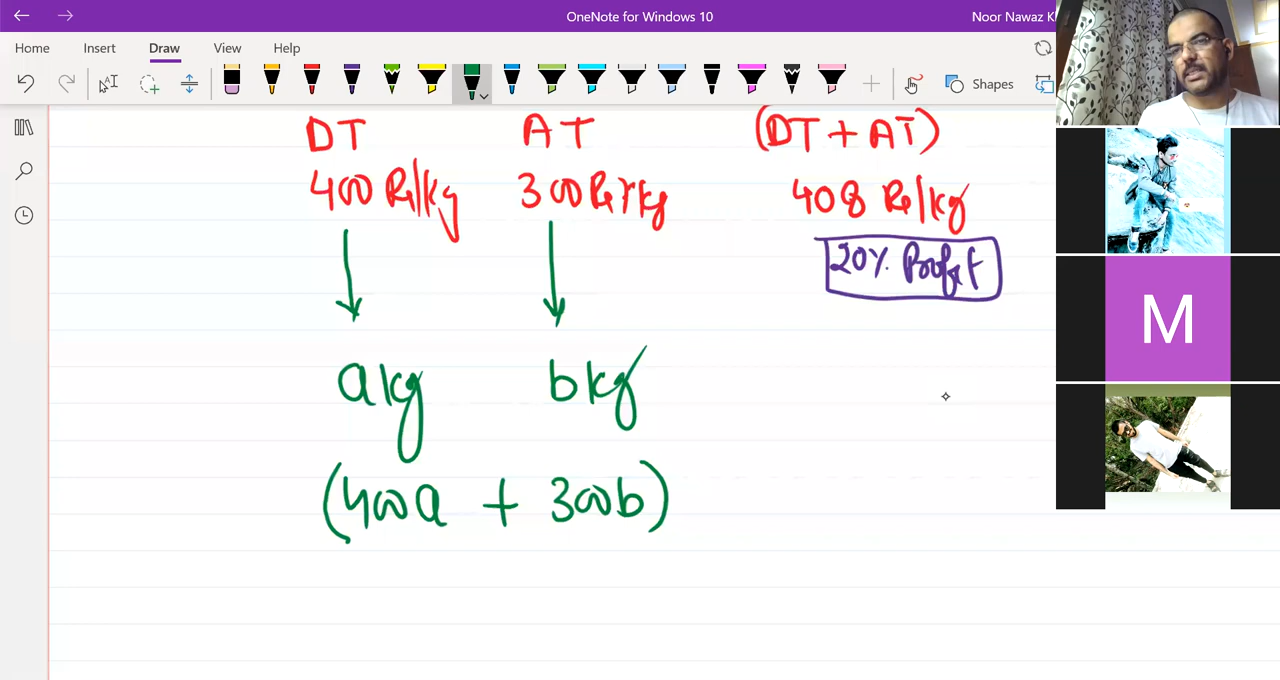 OneNote for Windows 10
Noor Nawaz K
Home Insert Draw View Help
Shapes
DT AT (DT + AT)
400 Rs/kg 300 Rs/kg 408 Rs/kg
20% Profit
a kg b kg
(400a + 300b)
M